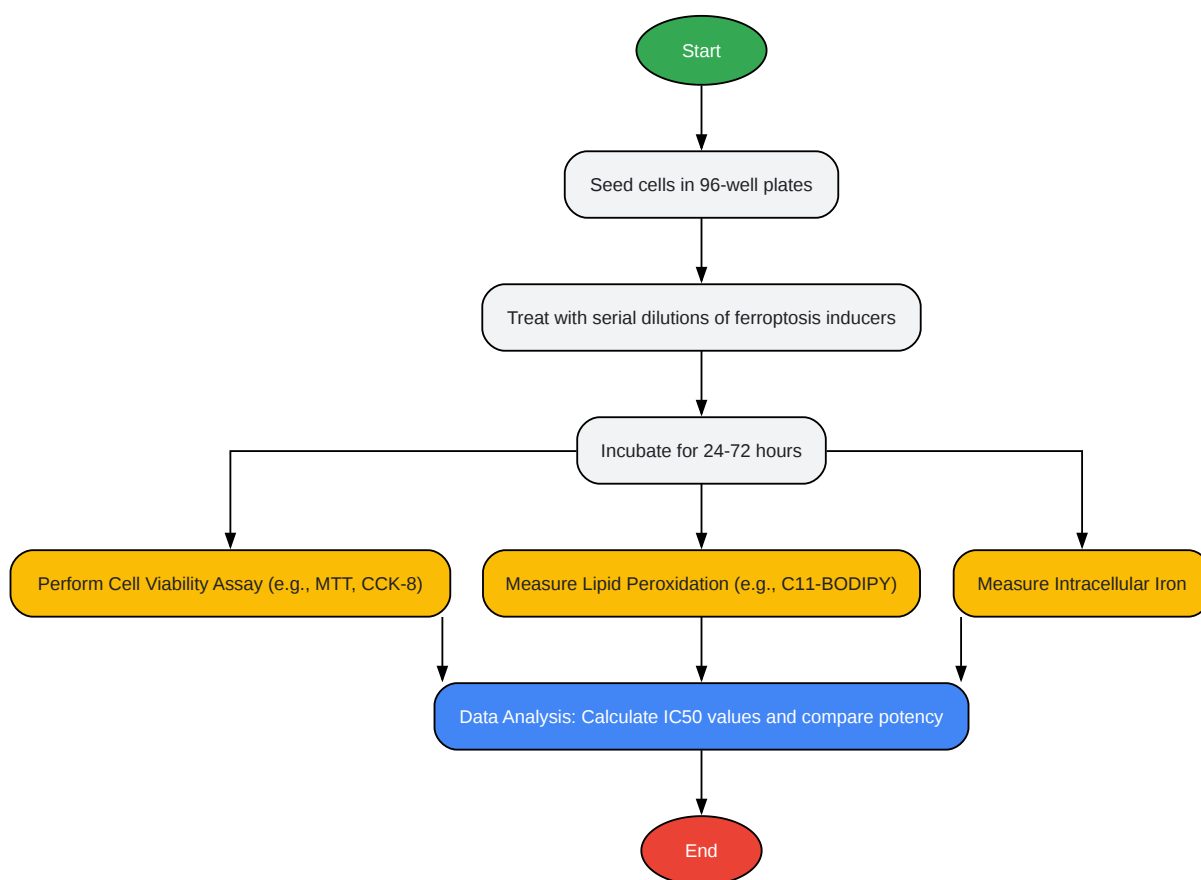 Start
Seed cells in 96-well plates
Treat with serial dilutions of ferroptosis inducers
Incubate for 24-72 hours
Perform Cell Viability Assay (e.g., MTT, CCK-8)
Measure Lipid Peroxidation (e.g., C11-BODIPY)
Measure Intracellular Iron
Data Analysis: Calculate IC50 values and compare potency
End